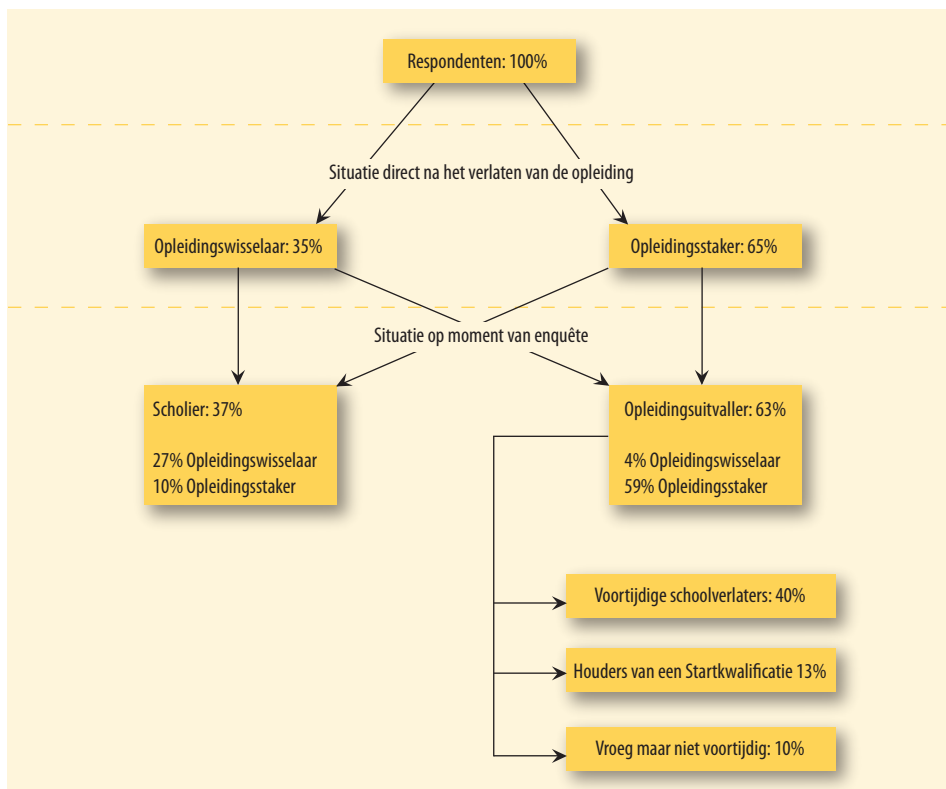 Respondenten: 100%
Situatie direct na het verlaten van de opleiding
Opleidingswisselaar: 35%
Opleidingsstaker: 65%
Situatie op moment van enquête
Scholier: 37%
27% Opleidingswisselaar
10% Opleidingsstaker
Opleidingsuitvaller: 63%
4% Opleidingswisselaar
59% Opleidingsstaker
Voortijdige schoolverlaters: 40%
Houders van een Startkwalificatie 13%
Vroeg maar niet voortijdig: 10%